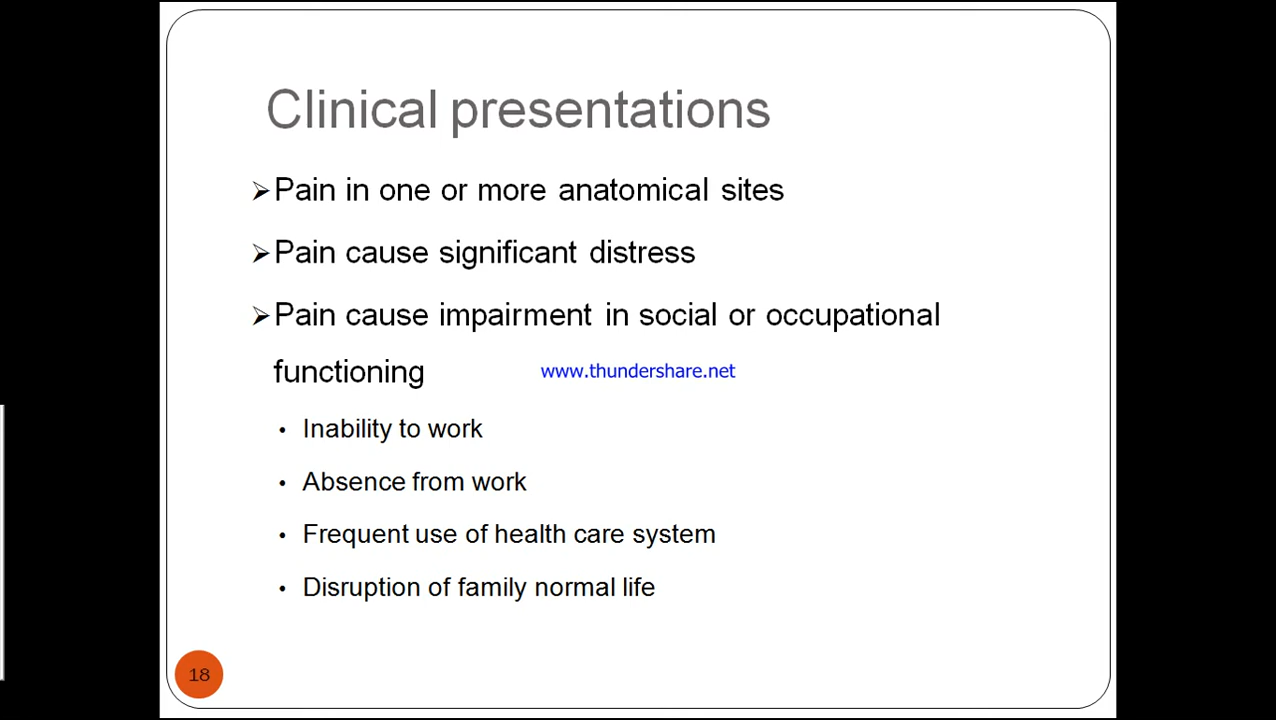 Clinical presentations
➢Pain in one or more anatomical sites
➢Pain cause significant distress
➢Pain cause impairment in social or occupational
functioning
www.thundershare.net
• Inability to work
• Absence from work
• Frequent use of health care system
• Disruption of family normal life
18